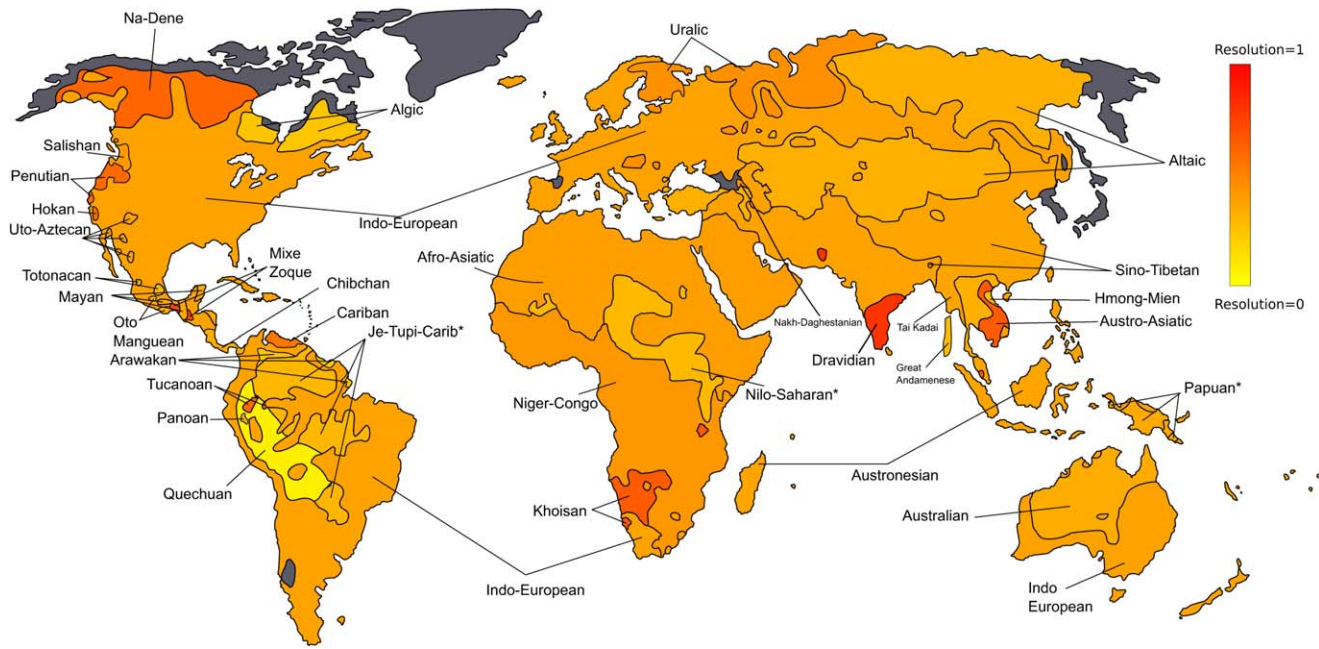 Na-Dene
Uralic
Resolution=1
Algic
Salishan
Altaic
Penutian
Hokan
Indo-European
Uto-Aztecan
Mixe
Zoque
Afro-Asiatic
Totonacan
Chibchan
Sino-Tibetan
Mayan
Hmong-Mien
Resolution=0
Oto
Manguean
Cariban
Nakh-Daghestanian
Tai Kadai
Austro-Asiatic
Je-Tupi-Carib*
Arawakan
Dravidian
Great
Andamenese
Tucanoan
Niger-Congo
Nilo-Saharan*
Papuan*
Panoan
Quechuan
Austronesian
Khoisan
Australian
Indo-European
Indo
European